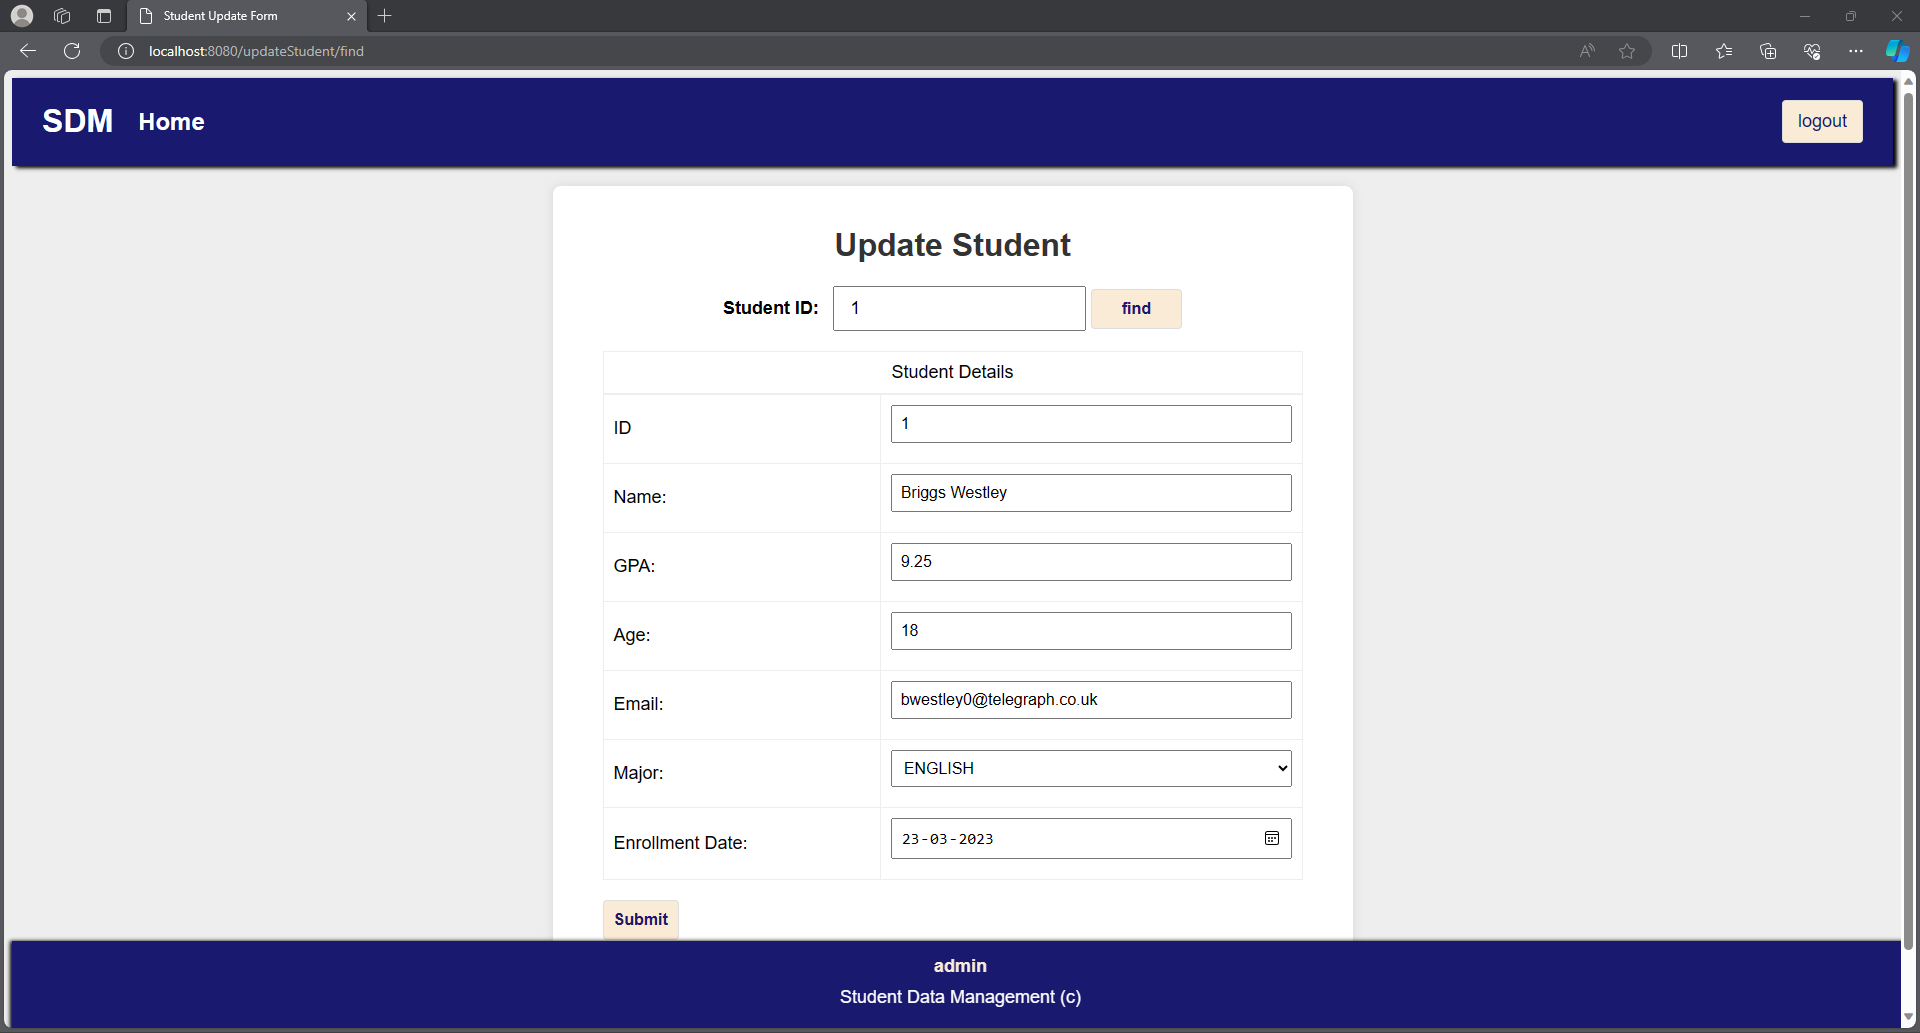 Student Update Form
localhost:8080/updateStudent/find
SDM Home logout
Update Student
Student ID: 1 find
Student Details
ID 1
Name: Briggs Westley
GPA: 9.25
Age: 18
Email: bwestley0@telegraph.co.uk
Major: ENGLISH
Enrollment Date: 23-03-2023
Submit
admin
Student Data Management (c)